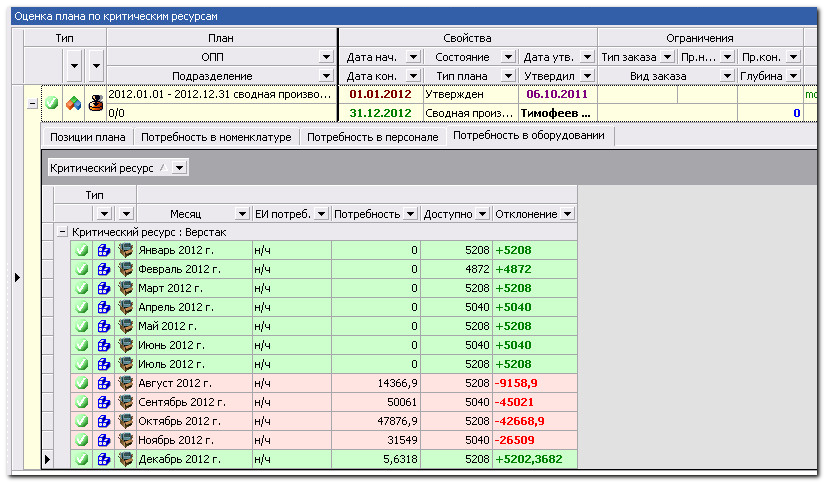 Оценка плана по критическим ресурсам
Тип План Свойства Ограничения
ОПП Дата нач. Состояние Дата утв. Тип заказа Пр.н... Пр.кон.
Подразделение Дата кон. Тип плана Утвердил Вид заказа Глубина
2012.01.01 - 2012.12.31 сводная произво... 01.01.2012 Утвержден 06.10.2011
0/0 31.12.2012 Сводная произ... Тимофеев ... 0
Позиции плана Потребность в номенклатуре Потребность в персонале Потребность в оборудовании
Критический ресурс
Тип
Месяц ЕИ потреб. Потребность Доступно Отклонение
Критический ресурс : Верстак
Январь 2012 г. н/ч 0 5208 +5208
Февраль 2012 г. н/ч 0 4872 +4872
Март 2012 г. н/ч 0 5208 +5208
Апрель 2012 г. н/ч 0 5040 +5040
Май 2012 г. н/ч 0 5208 +5208
Июнь 2012 г. н/ч 0 5040 +5040
Июль 2012 г. н/ч 0 5208 +5208
Август 2012 г. н/ч 14366,9 5208 -9158,9
Сентябрь 2012 г. н/ч 50061 5040 -45021
Октябрь 2012 г. н/ч 47876,9 5208 -42668,9
Ноябрь 2012 г. н/ч 31549 5040 -26509
Декабрь 2012 г. н/ч 5,6318 5208 +5202,3682